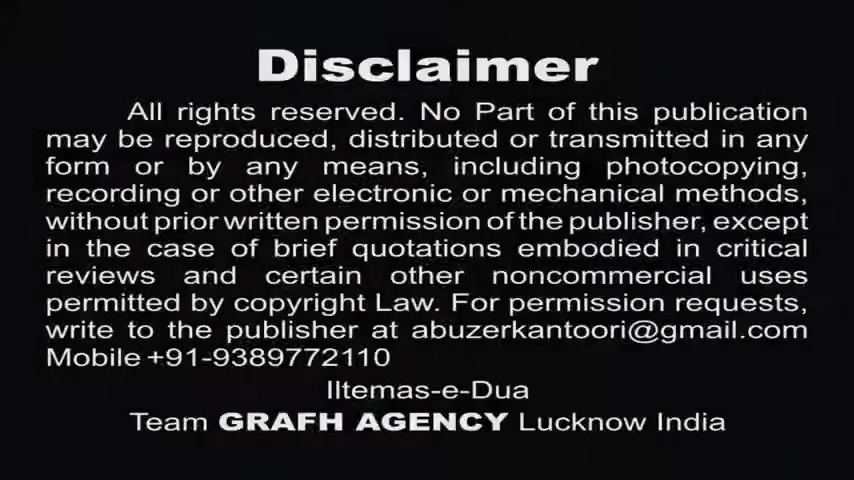 Disclaimer
All rights reserved. No Part of this publication
may be reproduced, distributed or transmitted in any
form or by any means, including photocopying,
recording or other electronic or mechanical methods,
without prior written permission of the publisher, except
in the case of brief quotations embodied in critical
reviews and certain other noncommercial uses
permitted by copyright Law. For permission requests,
write to the publisher at abuzerkantoori@gmail.com
Mobile +91-9389772110
IItemas-e-Dua
Team GRAFH AGENCY Lucknow India